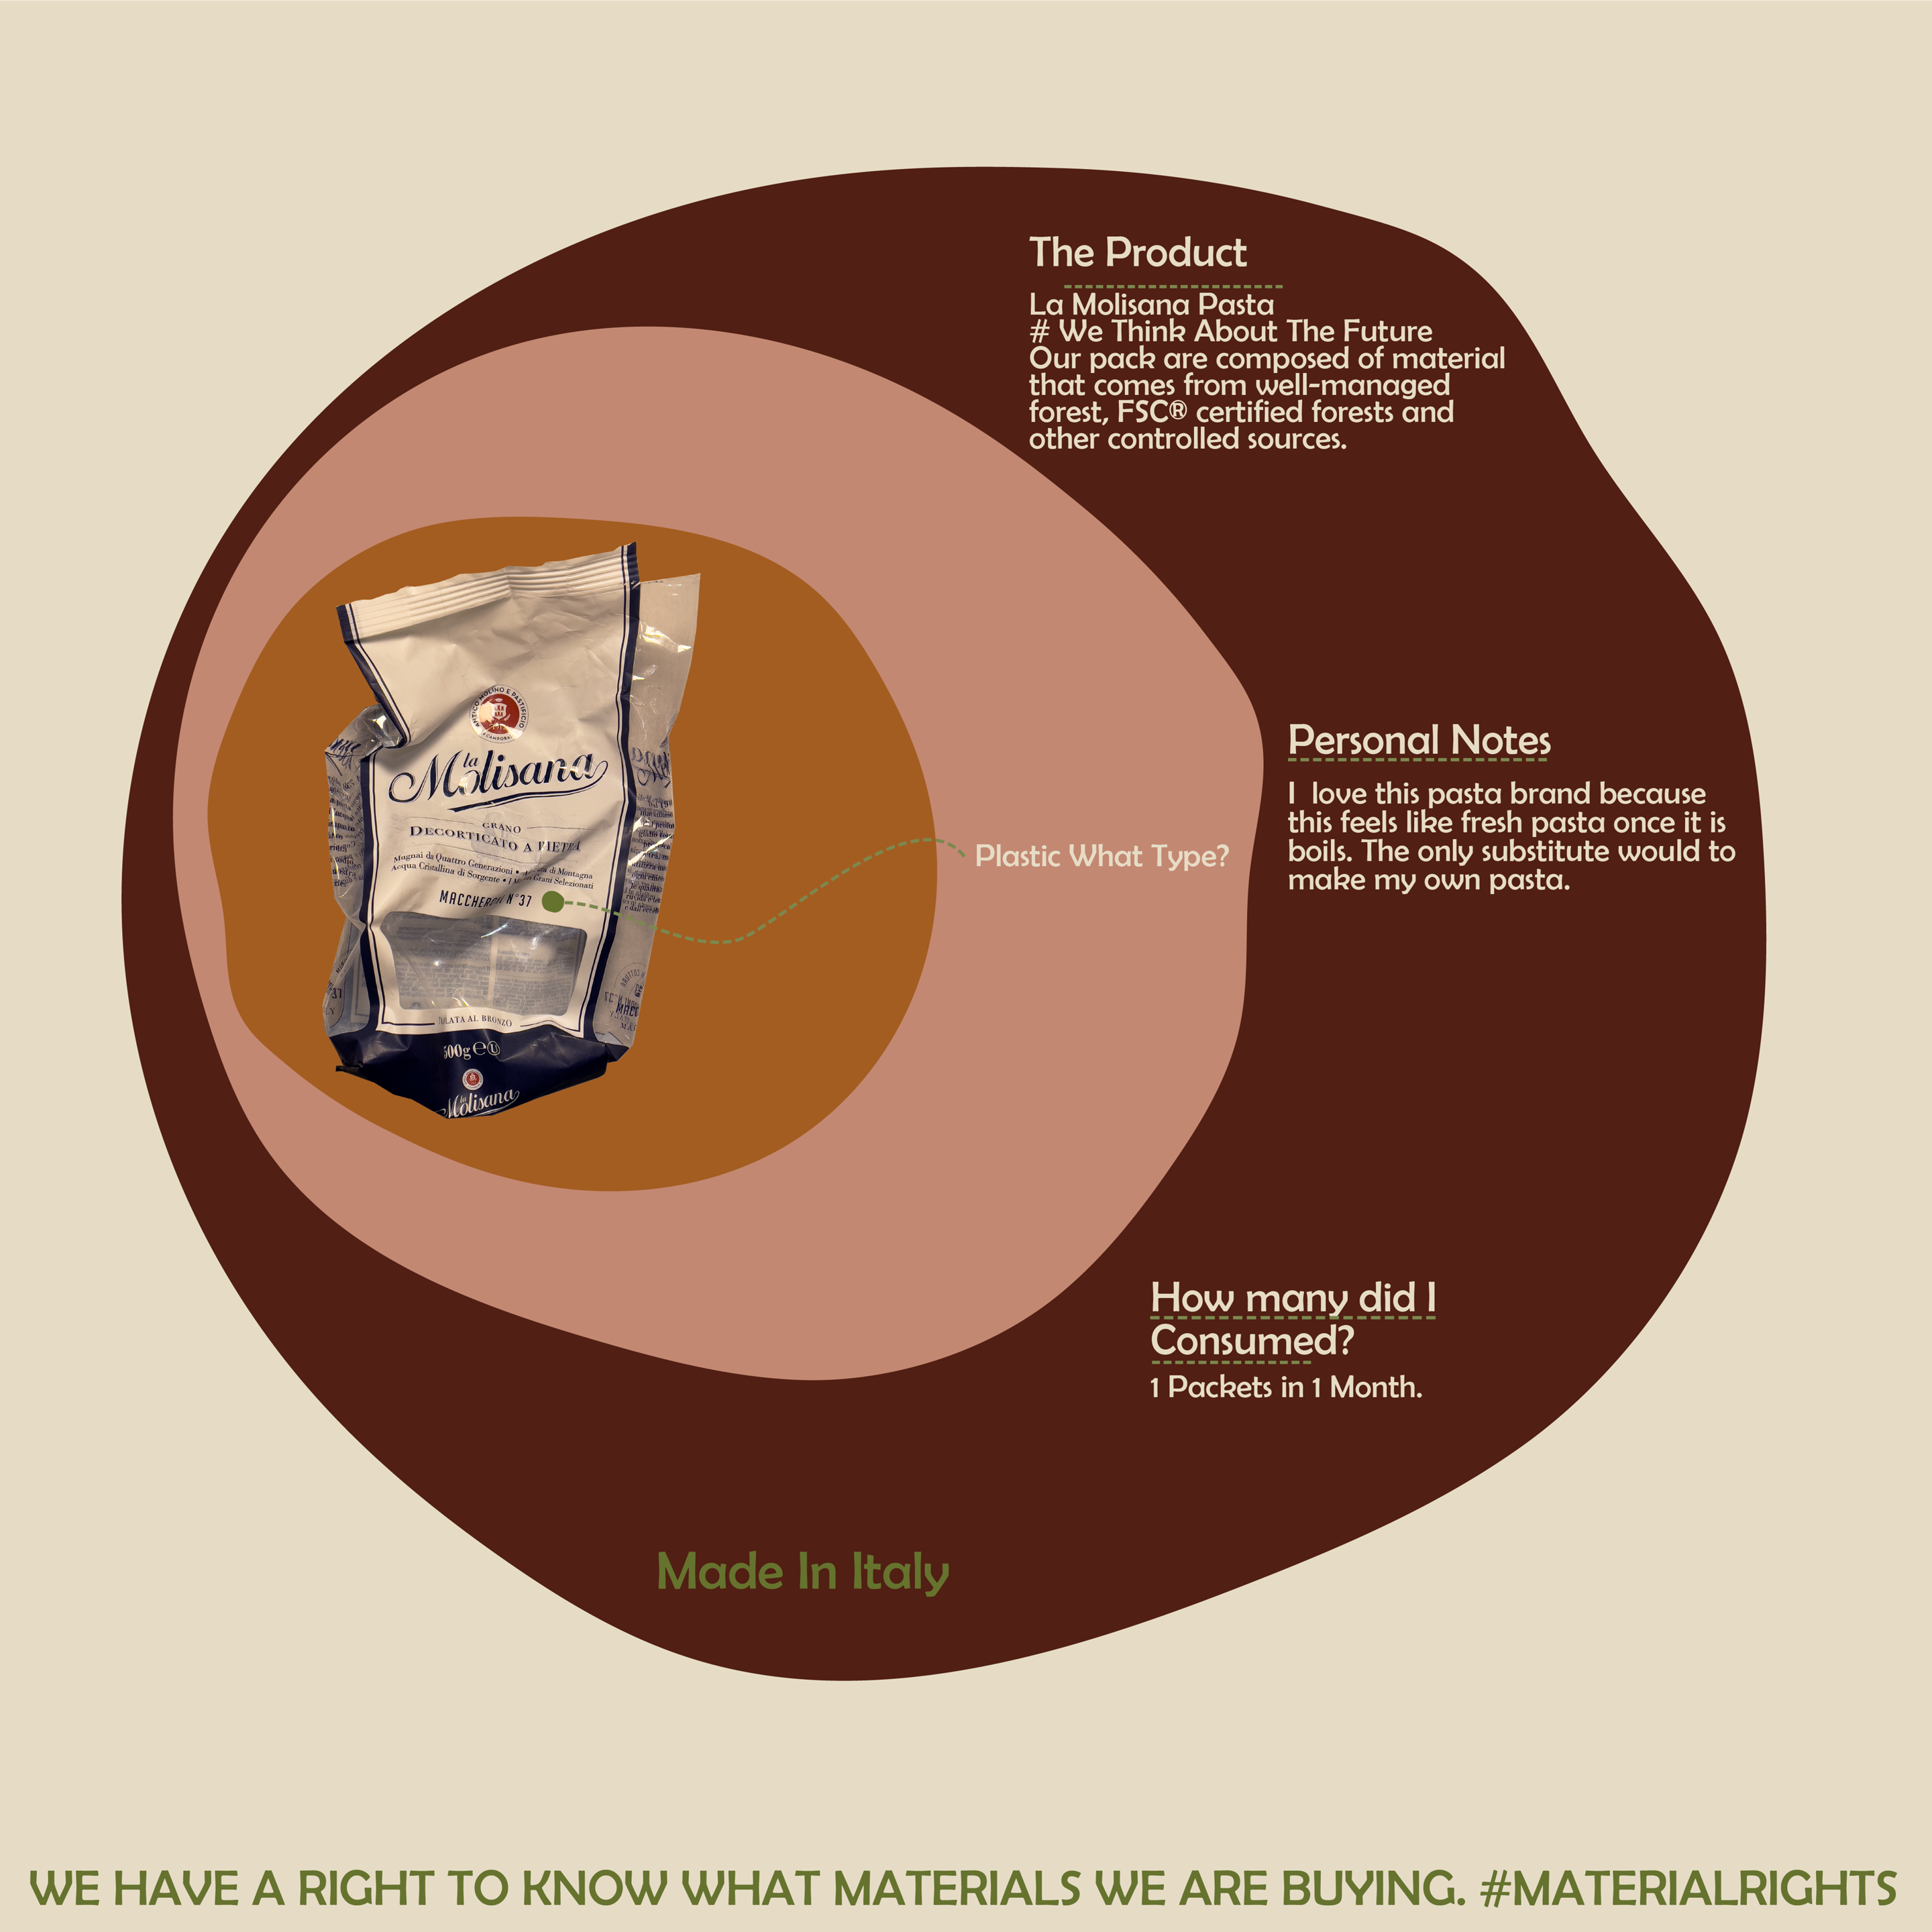 The Product
La Molisana Pasta
# We Think About The Future
Our pack are composed of material
that comes from well-managed
forest, FSC® certified forests and
other controlled sources.
ANTICO MOLINO E PASTIFICIO
la
Molisana
GRANO
DECORTICATO A PIETRA
Mugnai da Quattro Generazioni • di Montagna
Acqua Cristallina di Sorgente • Grani Selezionati
N°37
AL BRONZO
500g e U
la
Molisana
Plastic What Type?
Personal Notes
I love this pasta brand because
this feels like fresh pasta once it is
boils. The only substitute would to
make my own pasta.
How many did I
Consumed?
1 Packets in 1 Month.
Made In Italy
WE HAVE A RIGHT TO KNOW WHAT MATERIALS WE ARE BUYING. #MATERIALRIGHTS